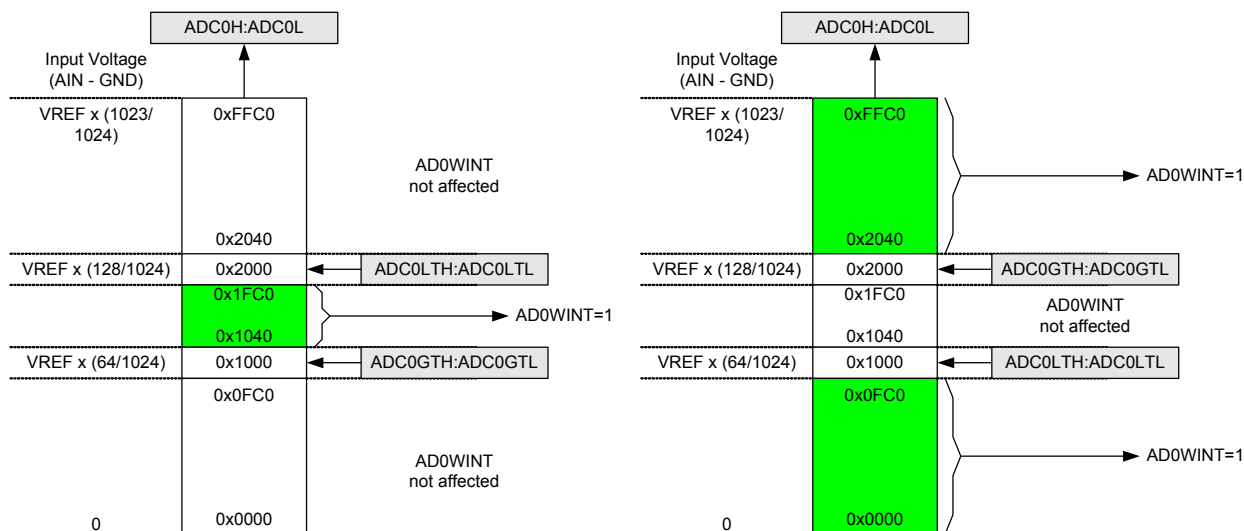 ADC0H:ADC0L
Input Voltage
(AIN - GND)
VREF x (1023/
1024)
0xFFC0
AD0WINT
not affected
0x2040
VREF x (128/1024)
0x2000
ADC0LTH:ADC0LTL
0x1FC0
AD0WINT=1
0x1040
VREF x (64/1024)
0x1000
ADC0GTH:ADC0GTL
0x0FC0
AD0WINT
not affected
0
0x0000
ADC0H:ADC0L
Input Voltage
(AIN - GND)
VREF x (1023/
1024)
0xFFC0
AD0WINT=1
0x2040
VREF x (128/1024)
0x2000
ADC0GTH:ADC0GTL
0x1FC0
AD0WINT
not affected
0x1040
VREF x (64/1024)
0x1000
ADC0LTH:ADC0LTL
0x0FC0
AD0WINT=1
0
0x0000